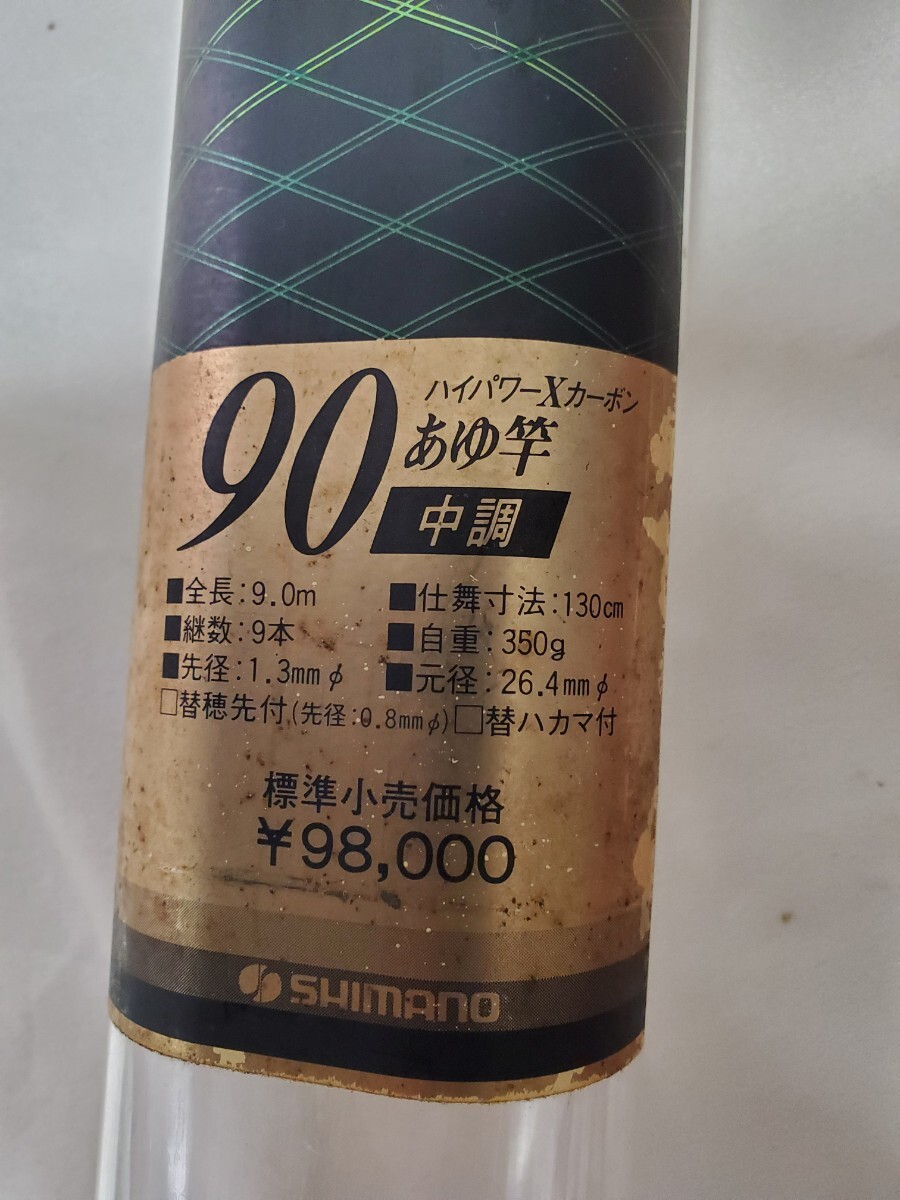 90
ハイパワーXカーボン
あゆ竿
中調
■全長:9.0m ■仕舞寸法:130cm
■継数:9本 ■自重:350g
■先径:1.3mmφ ■元径:26.4mmφ
□替穂先付(先径:0.8mmφ) □替ハカマ付
標準小売価格
¥98,000
SHIMANO